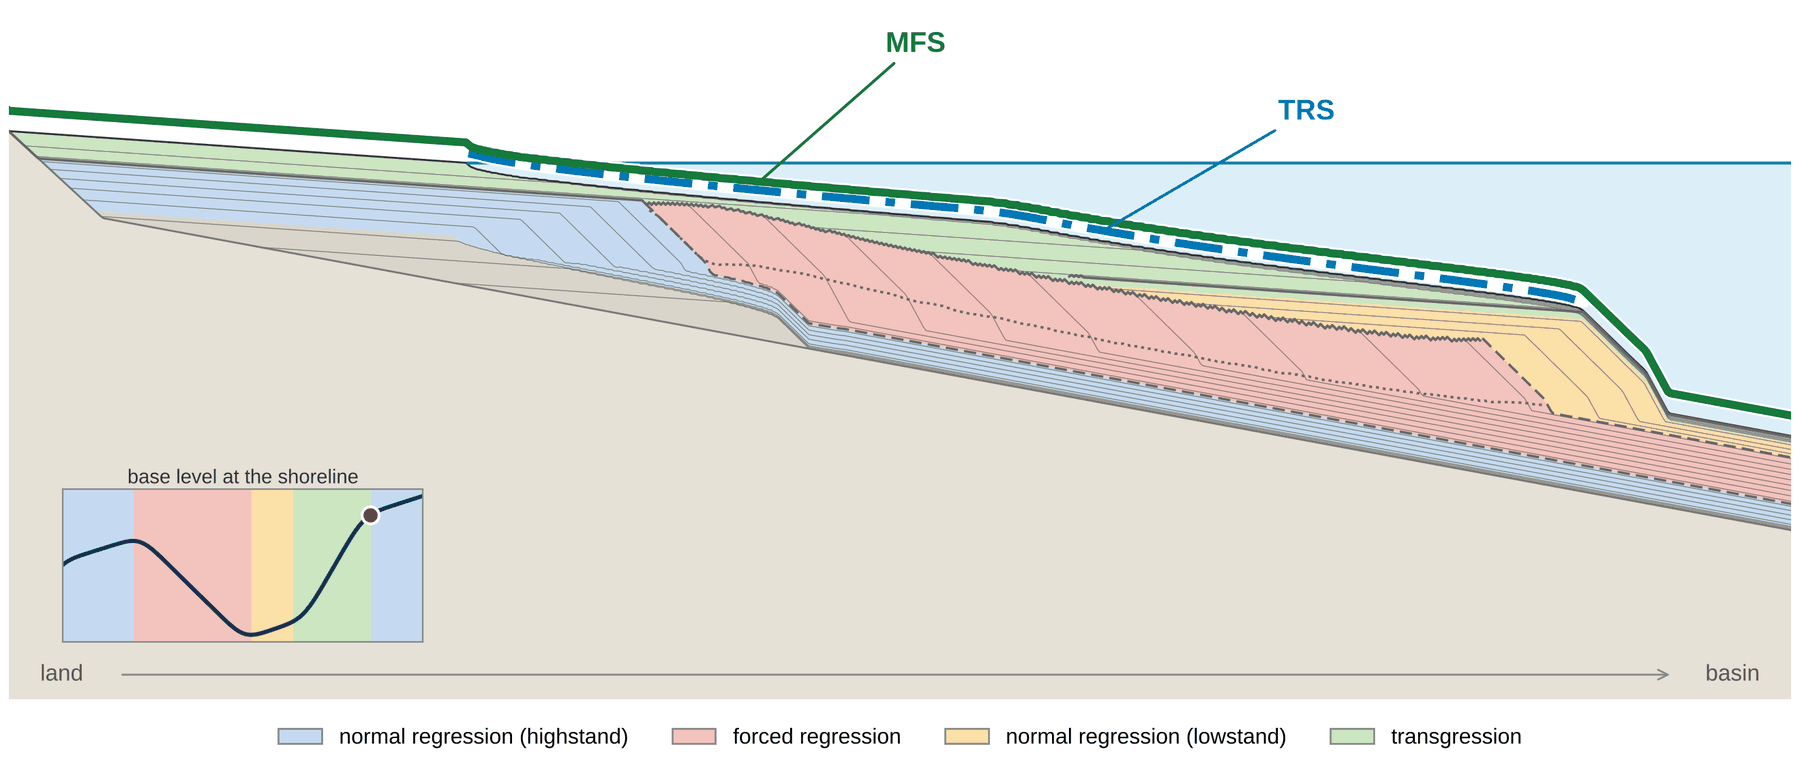 MFS
TRS
base level at the shoreline
land
basin
normal regression (highstand)
forced regression
normal regression (lowstand)
transgression